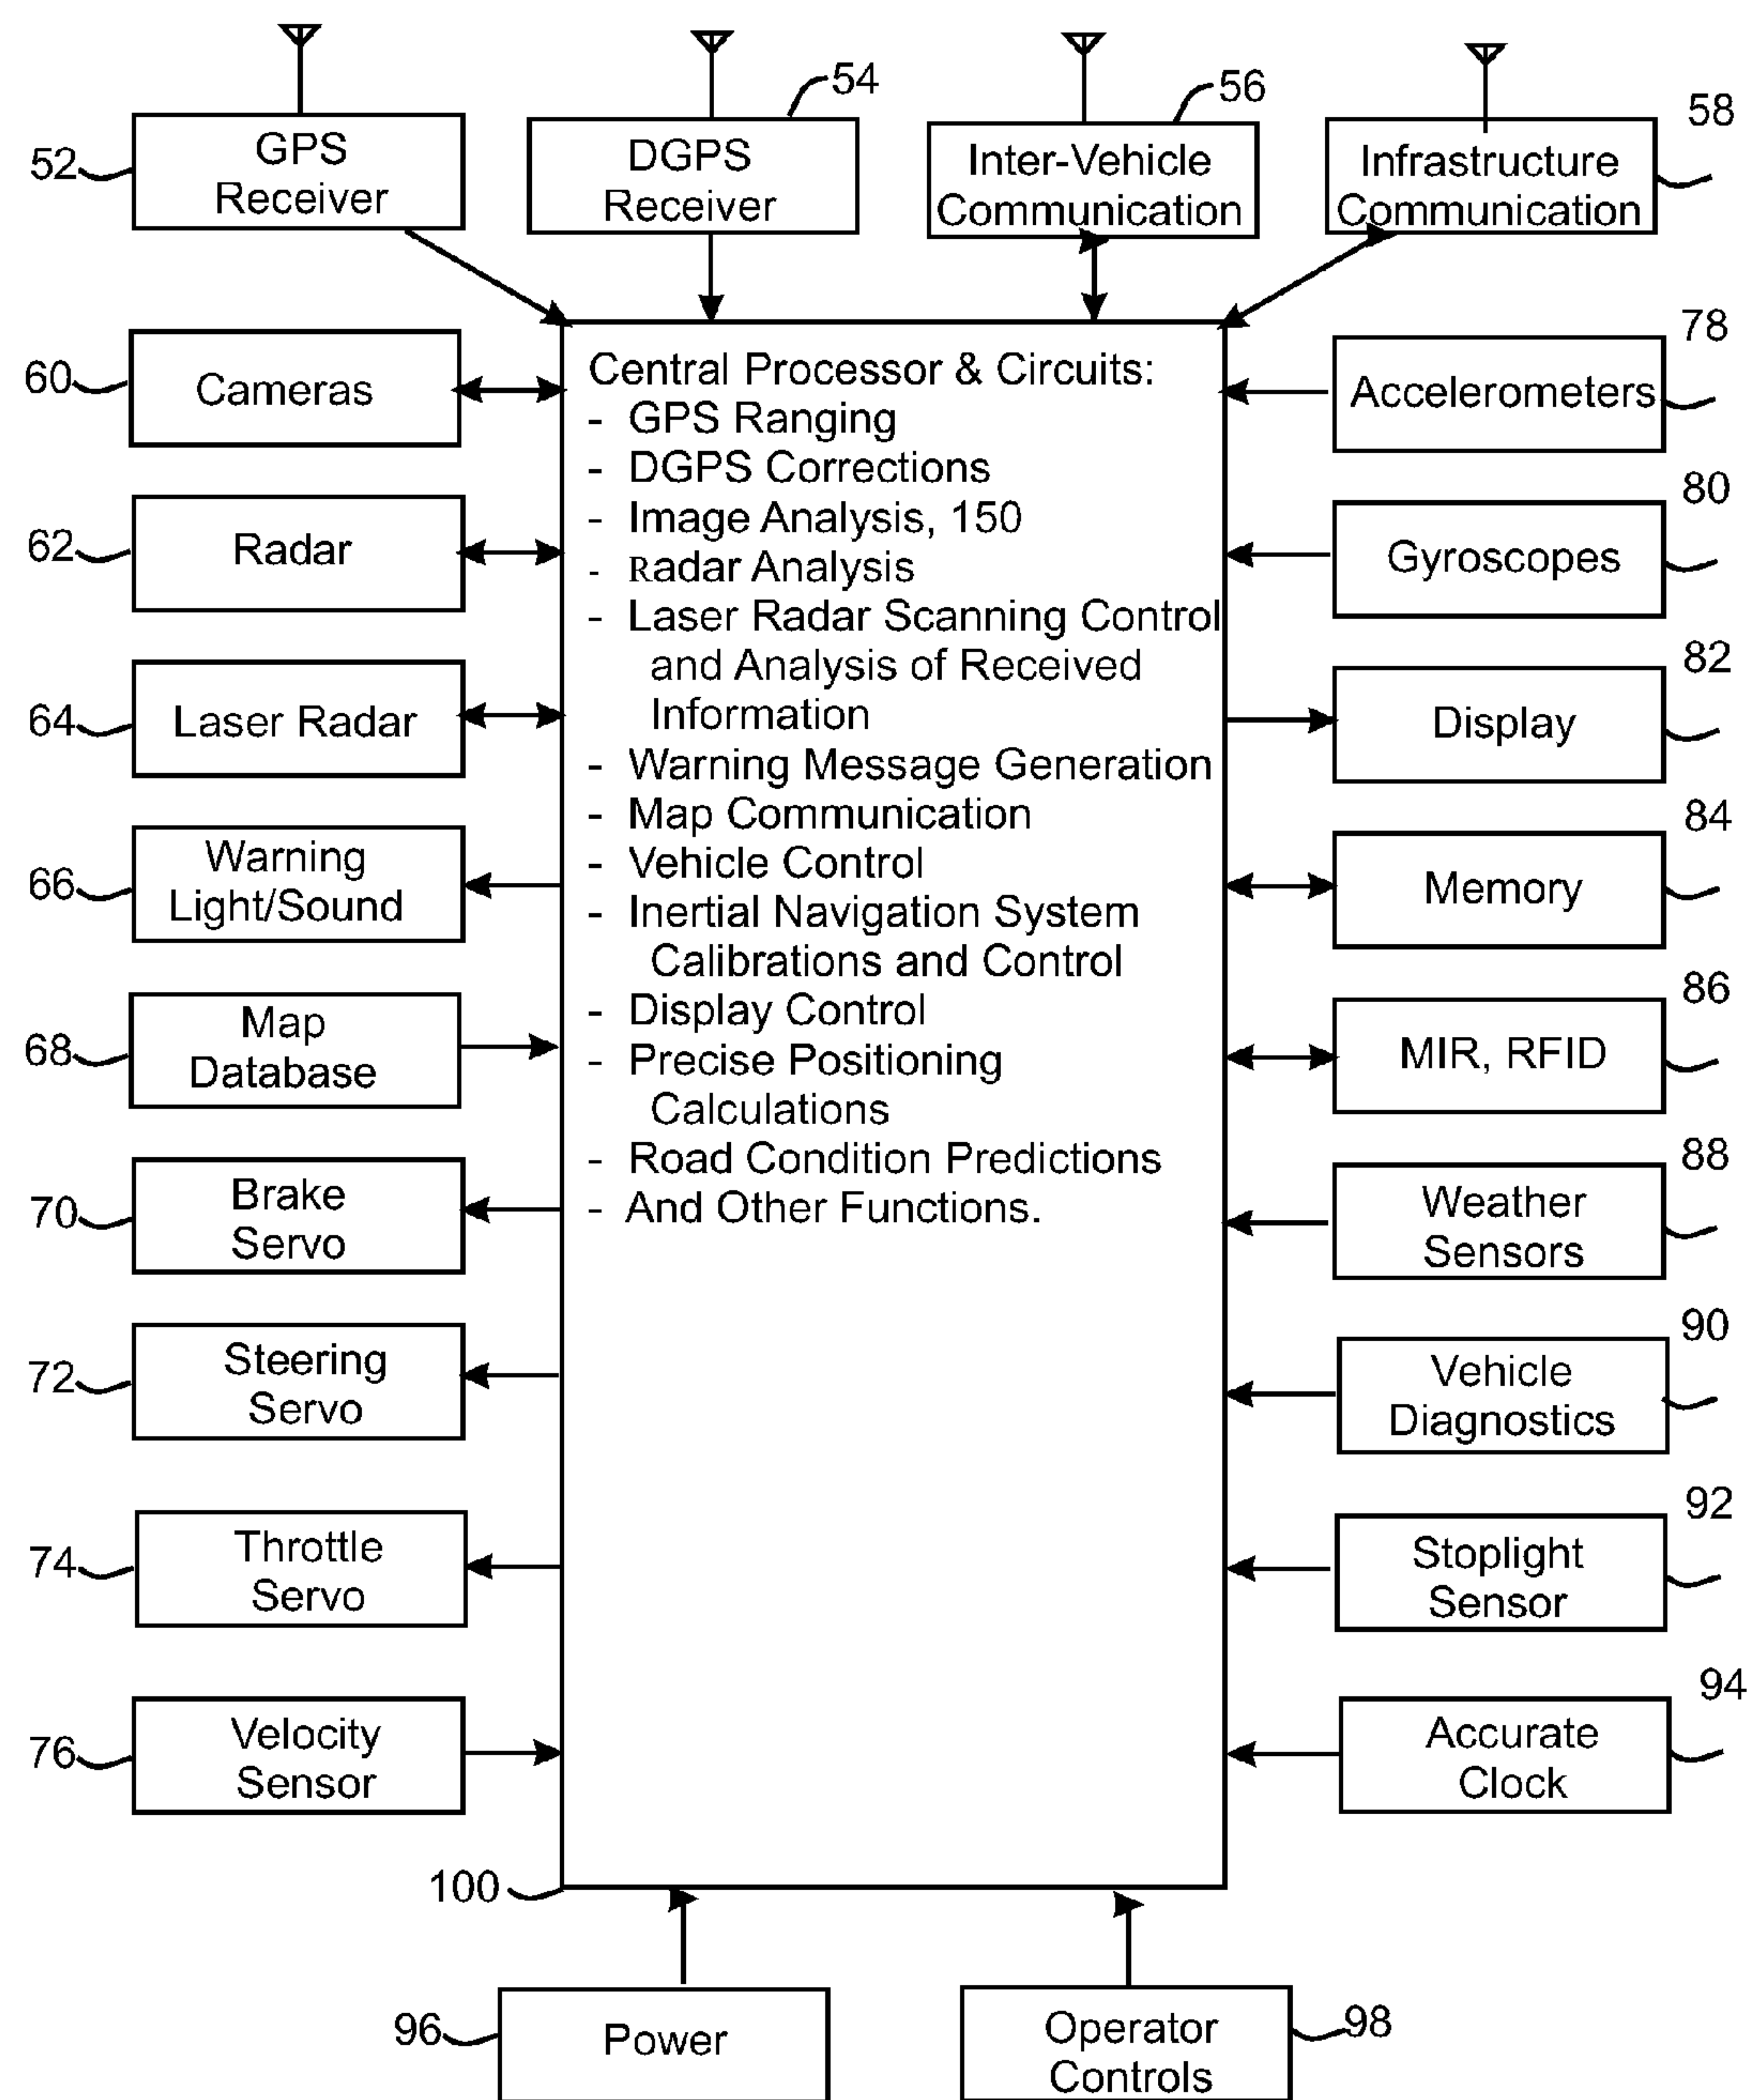 54
56
58
52
GPS
Receiver
DGPS
Receiver
Inter-Vehicle
Communication
Infrastructure
Communication
60
Cameras
62
Radar
64
Laser Radar
66
Warning
Light/Sound
68
Map
Database
70
Brake
Servo
72
Steering
Servo
74
Throttle
Servo
76
Velocity
Sensor
Central Processor & Circuits:
- GPS Ranging
- DGPS Corrections
- Image Analysis, 150
- Radar Analysis
- Laser Radar Scanning Control
and Analysis of Received
Information
- Warning Message Generation
- Map Communication
- Vehicle Control
- Inertial Navigation System
Calibrations and Control
- Display Control
- Precise Positioning
Calculations
- Road Condition Predictions
- And Other Functions.
78
Accelerometers
80
Gyroscopes
82
Display
84
Memory
86
MIR, RFID
88
Weather
Sensors
90
Vehicle
Diagnostics
92
Stoplight
Sensor
94
Accurate
Clock
100
96
Power
Operator
Controls
98